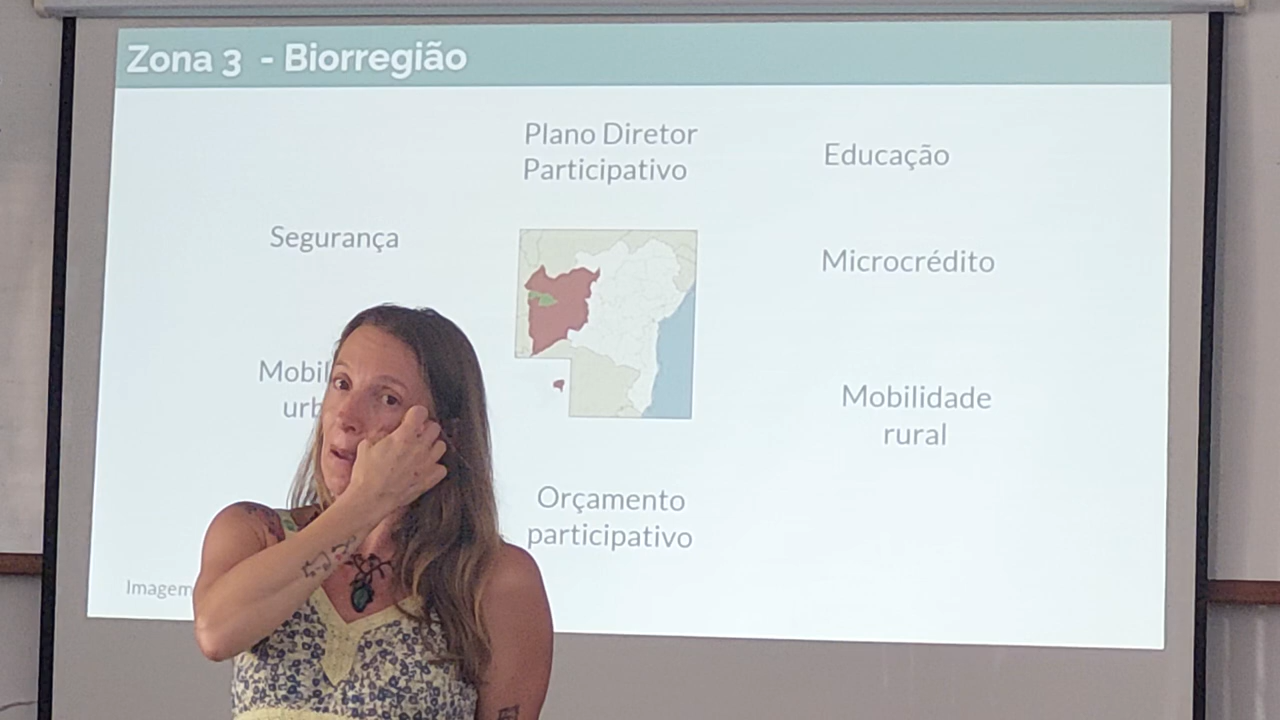 Zona 3 - Biorregião
Plano Diretor
Participativo
Educação
Segurança
Microcrédito
Mobil
urb
Mobilidade
rural
Orçamento
participativo
Imagem